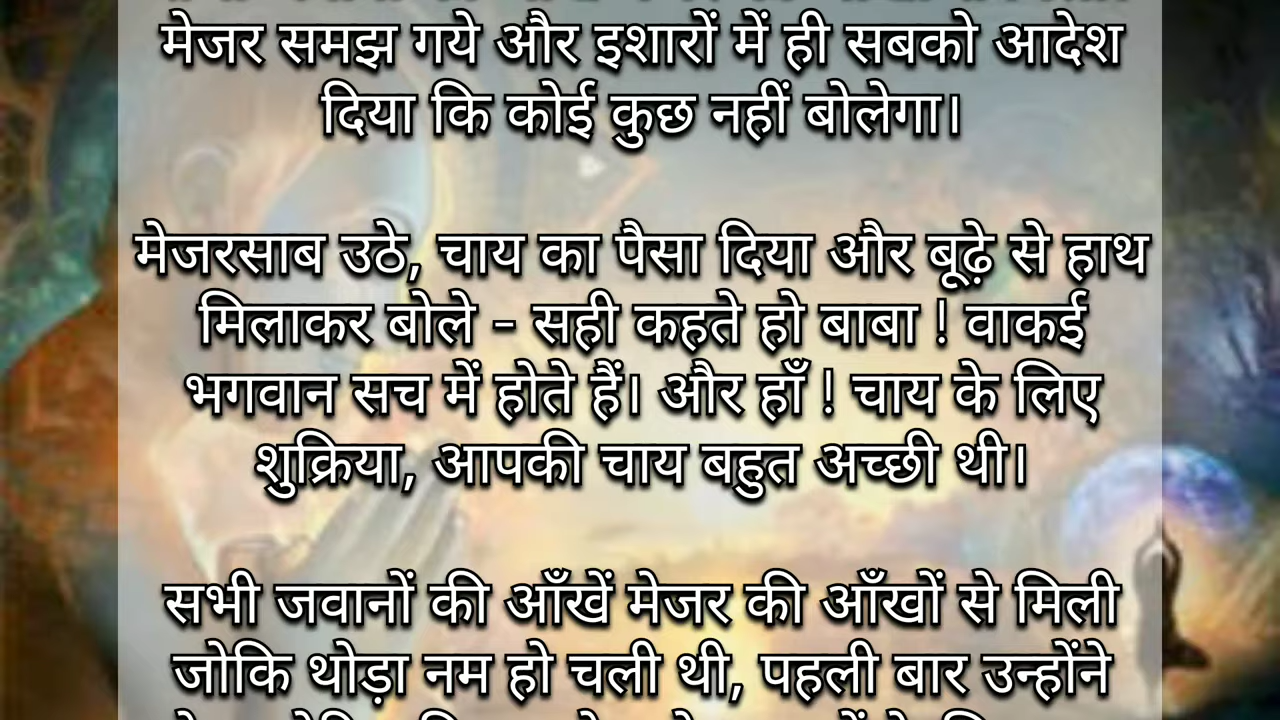 मेजर समझ गये और इशारों में ही सबको आदेश
दिया कि कोई कुछ नहीं बोलेगा।
मेजरसाब उठे, चाय का पैसा दिया और बूढ़े से हाथ
मिलाकर बोले - सही कहते हो बाबा ! वाकई
भगवान सच में होते हैं। और हाँ ! चाय के लिए
शुक्रिया, आपकी चाय बहुत अच्छी थी।
सभी जवानों की आँखें मेजर की आँखों से मिली
जोकि थोड़ा नम हो चली थी, पहली बार उन्होंने